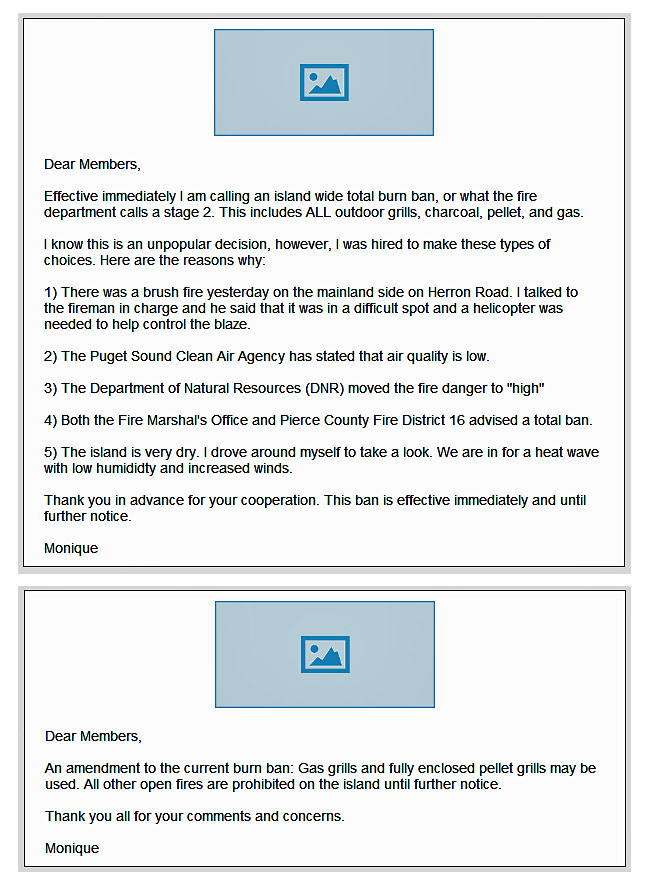 Dear Members,
Effective immediately I am calling an island wide total burn ban, or what the fire
department calls a stage 2. This includes ALL outdoor grills, charcoal, pellet, and gas.
I know this is an unpopular decision, however, I was hired to make these types of
choices. Here are the reasons why:
1) There was a brush fire yesterday on the mainland side on Herron Road. I talked to
the fireman in charge and he said that it was in a difficult spot and a helicopter was
needed to help control the blaze.
2) The Puget Sound Clean Air Agency has stated that air quality is low.
3) The Department of Natural Resources (DNR) moved the fire danger to "high"
4) Both the Fire Marshal's Office and Pierce County Fire District 16 advised a total ban.
5) The island is very dry. I drove around myself to take a look. We are in for a heat wave
with low humididty and increased winds.
Thank you in advance for your cooperation. This ban is effective immediately and until
further notice.
Monique
Dear Members,
An amendment to the current burn ban: Gas grills and fully enclosed pellet grills may be
used. All other open fires are prohibited on the island until further notice.
Thank you all for your comments and concerns.
Monique